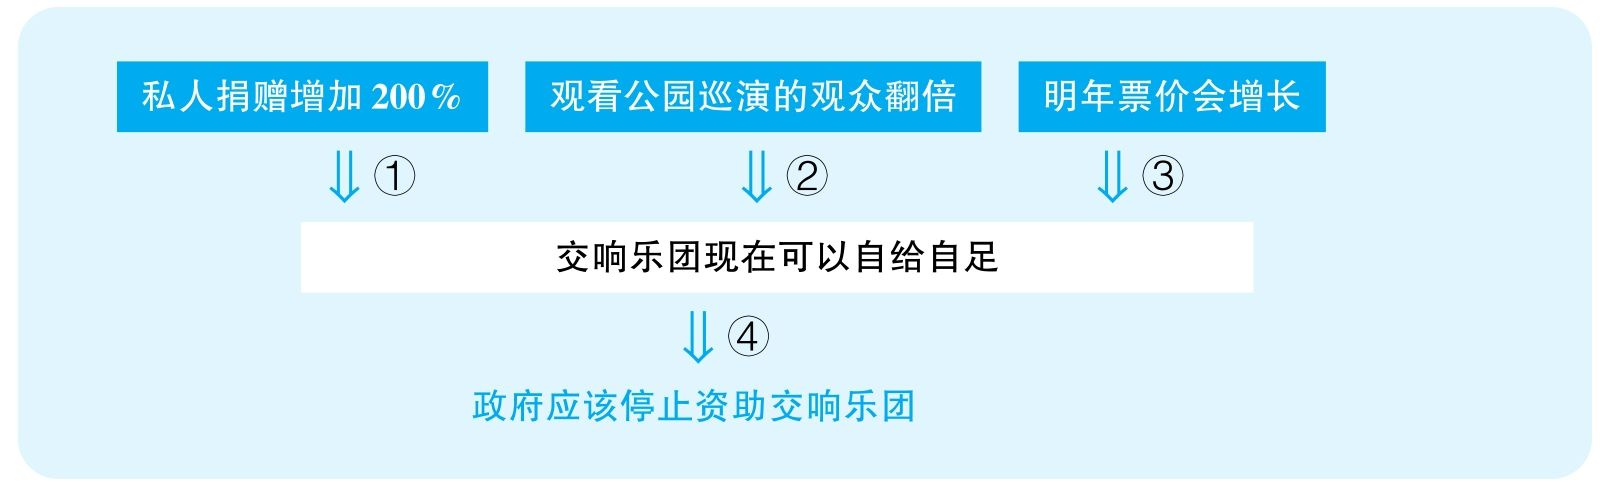 私人捐赠增加 200% 观看公园巡演的观众翻倍 明年票价会增长
① ② ③
交响乐团现在可以自给自足
④
政府应该停止资助交响乐团